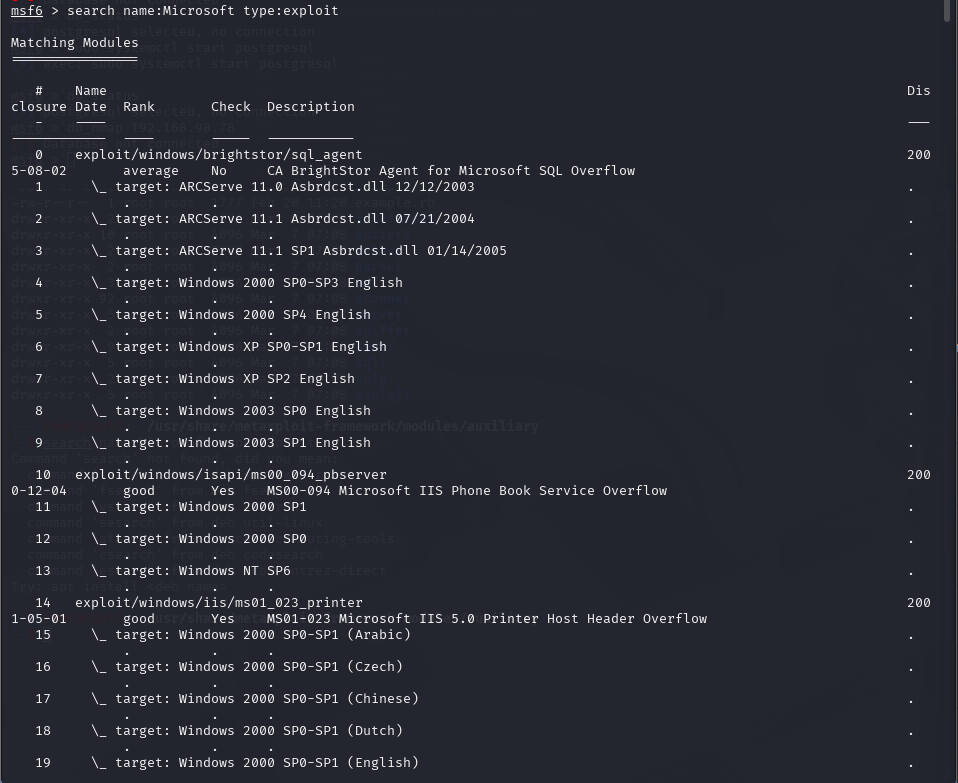 msf6 > search name:Microsoft type:exploit
Matching Modules
# Name Dis
closure Date Rank Check Description
- ---- ---
------------ ---- ----- -----------
0 exploit/windows/brightstor/sql_agent 200
5-08-02 average No CA BrightStor Agent for Microsoft SQL Overflow
1 \_ target: ARCServe 11.0 Asbrdcst.dll 12/12/2003 .
. . .
2 \_ target: ARCServe 11.1 Asbrdcst.dll 07/21/2004 .
. . .
3 \_ target: ARCServe 11.1 SP1 Asbrdcst.dll 01/14/2005 .
. . .
4 \_ target: Windows 2000 SP0-SP3 English .
. . .
5 \_ target: Windows 2000 SP4 English .
. . .
6 \_ target: Windows XP SP0-SP1 English .
. . .
7 \_ target: Windows XP SP2 English .
. . .
8 \_ target: Windows 2003 SP0 English .
. . .
9 \_ target: Windows 2003 SP1 English .
. . .
10 exploit/windows/isapi/ms00_094_pbserver 200
0-12-04 good Yes MS00-094 Microsoft IIS Phone Book Service Overflow
11 \_ target: Windows 2000 SP1 .
. . .
12 \_ target: Windows 2000 SP0 .
. . .
13 \_ target: Windows NT SP6 .
. . .
14 exploit/windows/iis/ms01_023_printer 200
1-05-01 good Yes MS01-023 Microsoft IIS 5.0 Printer Host Header Overflow
15 \_ target: Windows 2000 SP0-SP1 (Arabic) .
. . .
16 \_ target: Windows 2000 SP0-SP1 (Czech) .
. . .
17 \_ target: Windows 2000 SP0-SP1 (Chinese) .
. . .
18 \_ target: Windows 2000 SP0-SP1 (Dutch) .
. . .
19 \_ target: Windows 2000 SP0-SP1 (English) .